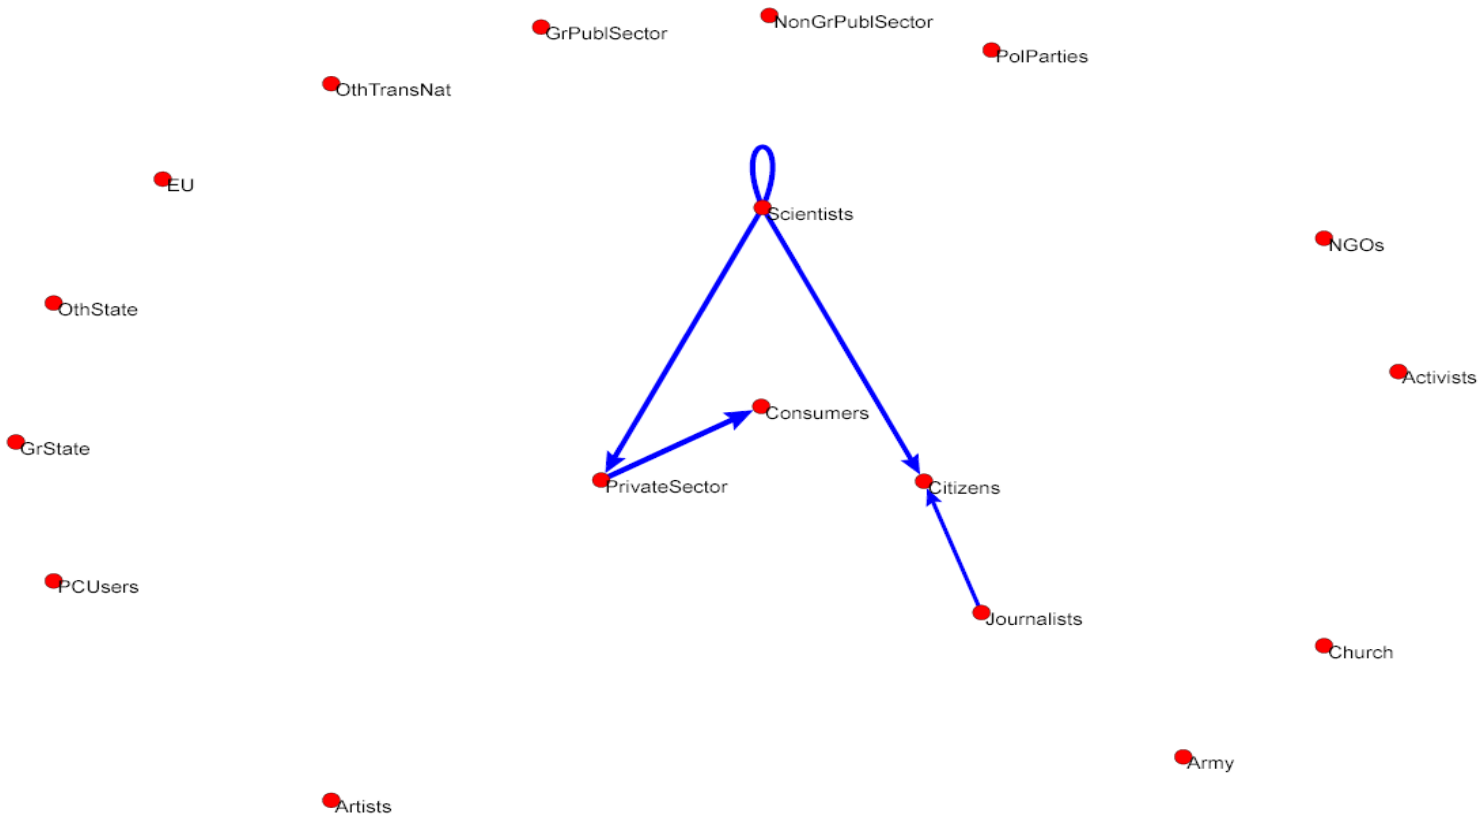 NonGrPublSector
GrPublSector
PolParties
OthTransNat
EU
Scientists
NGOs
OthState
Activists
Consumers
GrState
PrivateSector
Citizens
PCUsers
Journalists
Church
Army
Artists